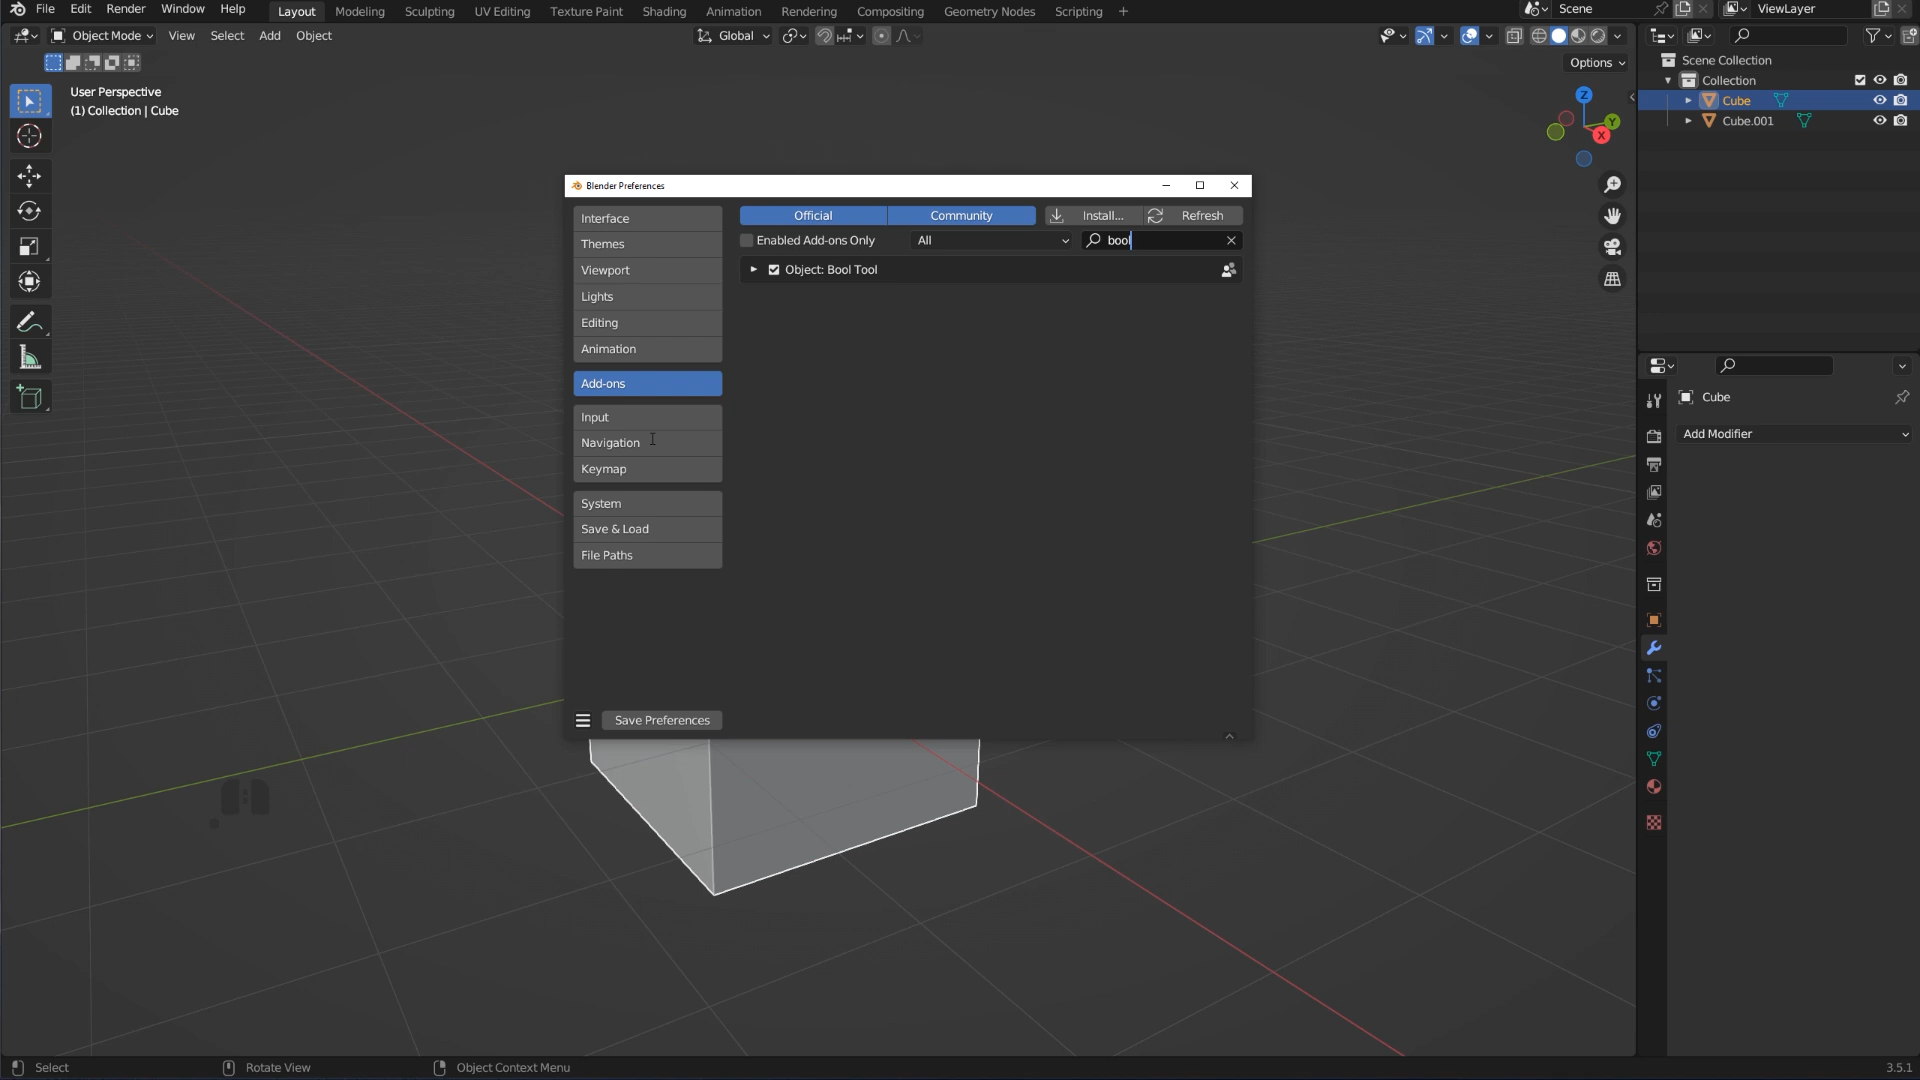 File Edit Render Window Help Layout Modeling Sculpting UV Editing Texture Paint Shading Animation Rendering Compositing Geometry Nodes Scripting + Scene ViewLayer
Object Mode View Select Add Object Global
Options
User Perspective
(1) Collection | Cube
Z
Y
X
Scene Collection
Collection
Cube
Cube.001
Cube
Add Modifier
Blender Preferences
Interface
Themes
Viewport
Lights
Editing
Animation
Add-ons
Input
Navigation
Keymap
System
Save & Load
File Paths
Save Preferences
Official Community Install... Refresh
Enabled Add-ons Only All bool
Object: Bool Tool
Select Rotate View Object Context Menu 3.5.1